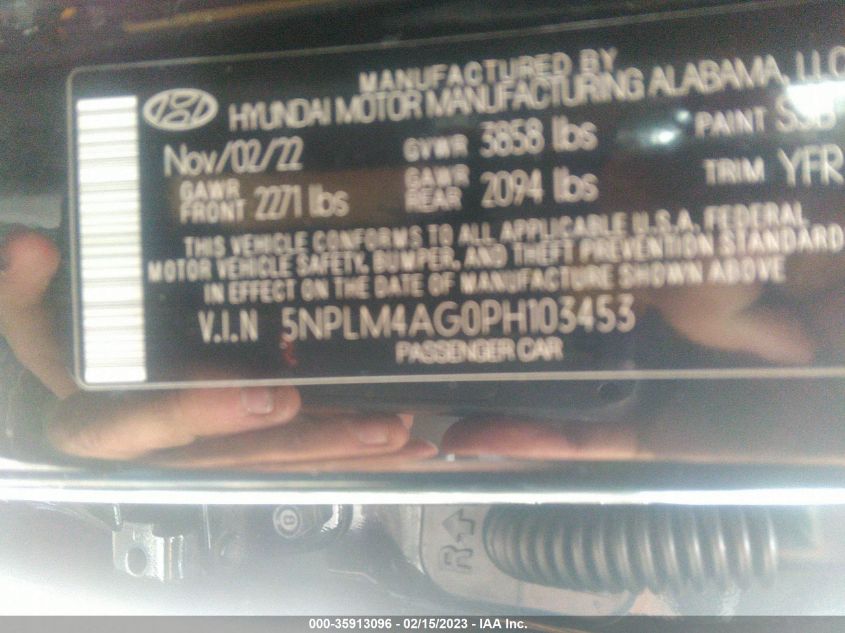 MANUFACTURED BY
HYUNDAI MOTOR MANUFACTURING ALABAMA, LLC
Nov/02/22 GVWR 3858 lbs PAINT
GAWR FRONT 2271 lbs GAWR REAR 2094 lbs TRIM YFR
THIS VEHICLE CONFORMS TO ALL APPLICABLE U.S.A. FEDERAL
MOTOR VEHICLE SAFETY, BUMPER, AND THEFT PREVENTION STANDARD
IN EFFECT ON THE DATE OF MANUFACTURE SHOWN ABOVE
V.I.N 5NPLM4AG0PH103453
PASSENGER CAR
R
000-35913096 - 02/15/2023 - IAA Inc.